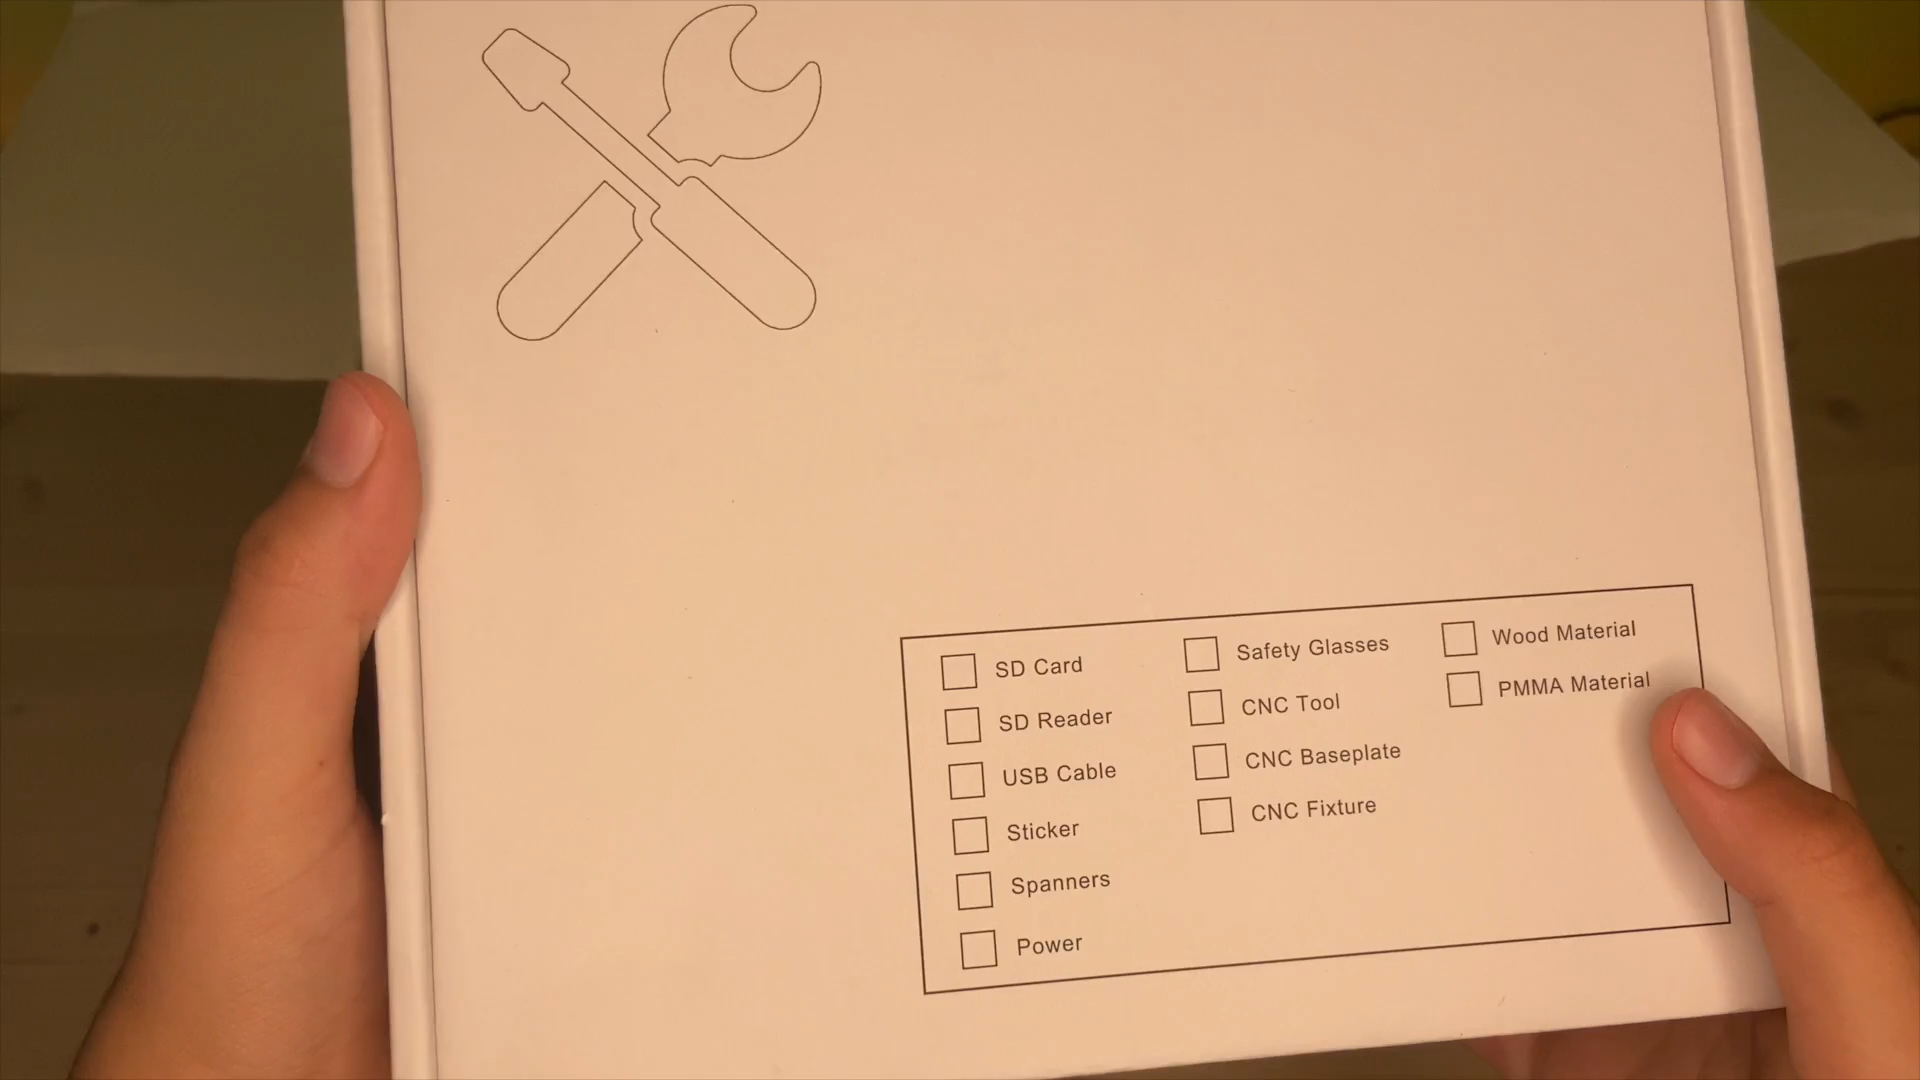 SD Card
SD Reader
USB Cable
Sticker
Spanners
Power
Safety Glasses
CNC Tool
CNC Baseplate
CNC Fixture
Wood Material
PMMA Material